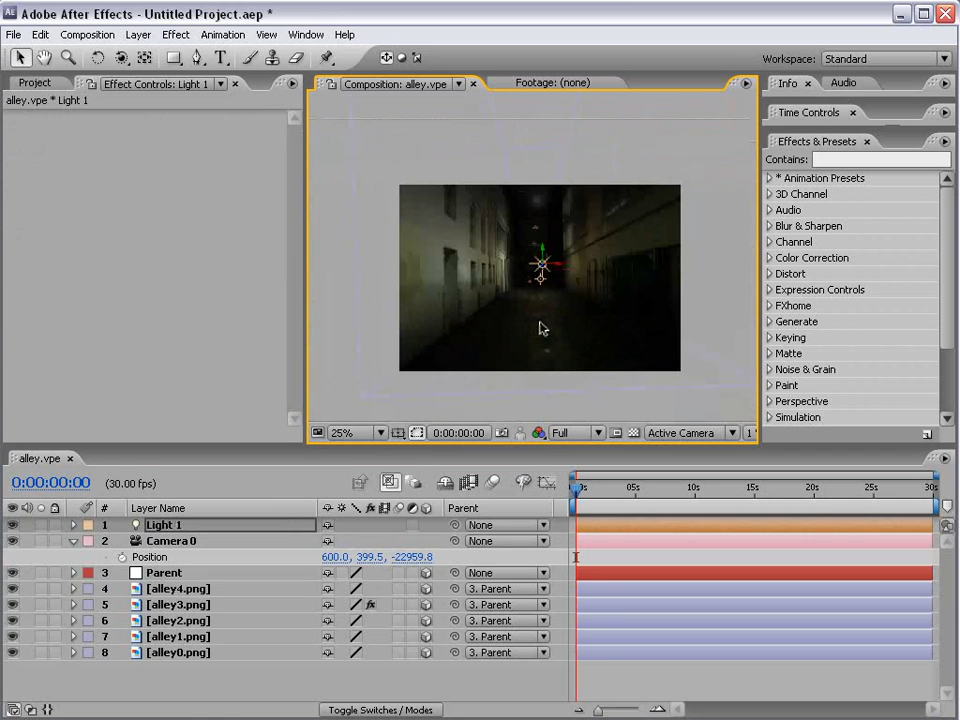 Adobe After Effects - Untitled Project.aep *
File Edit Composition Layer Effect Animation View Window Help
Workspace: Standard
Project Effect Controls: Light 1 Composition: alley.vpe Footage: (none) Info Audio
alley.vpe * Light 1
Time Controls
Effects & Presets
Contains:
* Animation Presets
3D Channel
Audio
Blur & Sharpen
Channel
Color Correction
Distort
Expression Controls
FXhome
Generate
Keying
Matte
Noise & Grain
Paint
Perspective
Simulation
25% 0:00:00:00 Full Active Camera 1
alley.vpe
0:00:00:00 (30.00 fps)
05s 10s 15s 20s 25s 30s
# Layer Name Parent
1 Light 1 None
2 Camera 0 None
Position 600.0, 399.5, -22959.8
3 Parent None
4 [alley4.png] 3. Parent
5 [alley3.png] 3. Parent
6 [alley2.png] 3. Parent
7 [alley1.png] 3. Parent
8 [alley0.png] 3. Parent
Toggle Switches / Modes